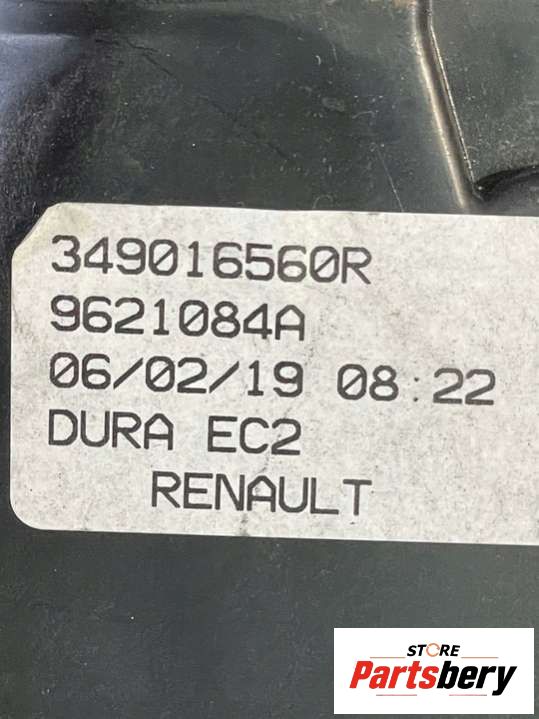 349016560R
9621084A
06/02/19 08:22
DURA EC2
RENAULT
STORE
Partsbery